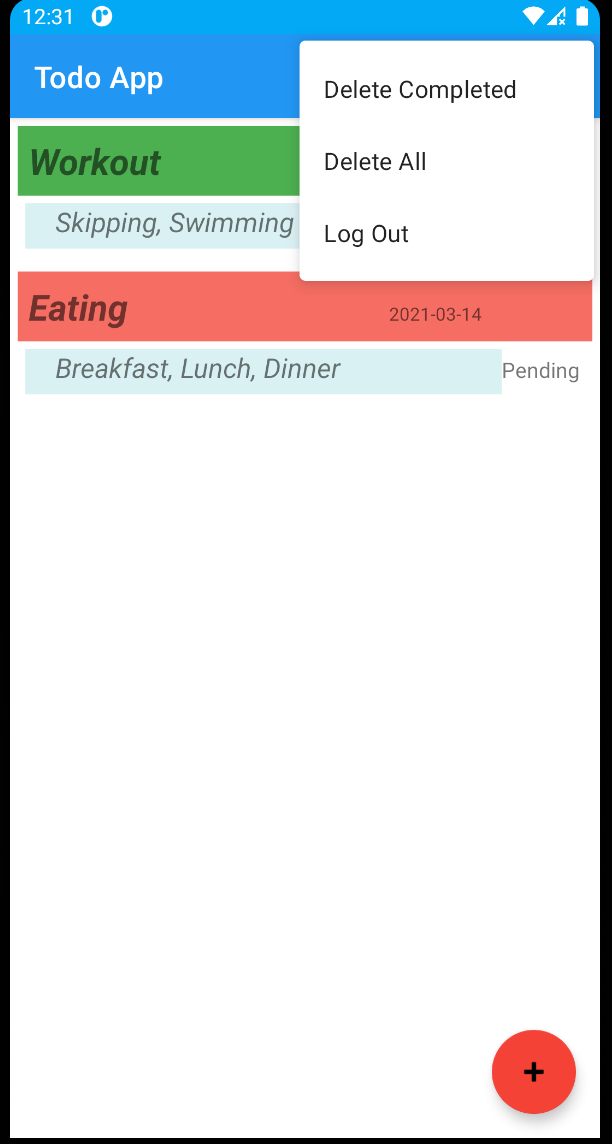 12:31
Todo App
Delete Completed
Delete All
Log Out
Workout
Skipping, Swimming
Eating
2021-03-14
Breakfast, Lunch, Dinner
Pending
+